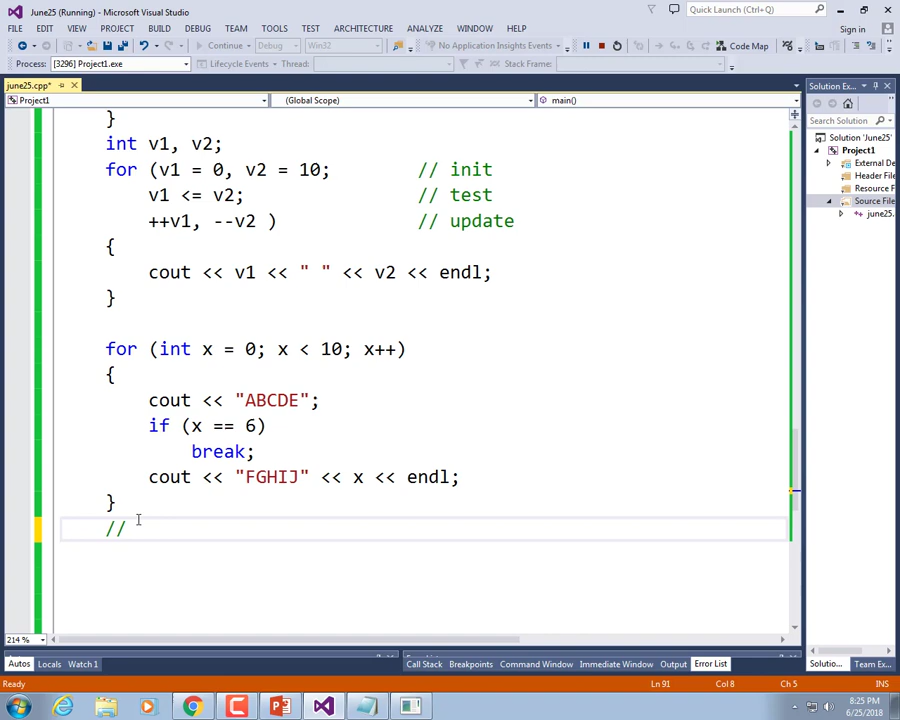 June25 (Running) - Microsoft Visual Studio
Quick Launch (Ctrl+Q)
FILE EDIT VIEW PROJECT BUILD DEBUG TEAM TOOLS TEST ARCHITECTURE ANALYZE WINDOW HELP
Sign in
Continue Debug Win32 No Application Insights Events Code Map
Process: [3296] Project1.exe Lifecycle Events Thread: Stack Frame:
june25.cpp*
Solution Ex...
Project1 (Global Scope) main()
Search Solution
Solution 'June25'
Project1
External De
Header File
Resource F
Source File
june25.
}
int v1, v2;
for (v1 = 0, v2 = 10; // init
v1 <= v2; // test
++v1, --v2 ) // update
{
cout << v1 << " " << v2 << endl;
}
for (int x = 0; x < 10; x++)
{
cout << "ABCDE";
if (x == 6)
break;
cout << "FGHIJ" << x << endl;
}
//
214 %
Autos Locals Watch 1 Call Stack Breakpoints Command Window Immediate Window Output Error List Solutio... Team Ex...
Ready Ln 91 Col 8 Ch 5 INS
8:25 PM
6/25/2018